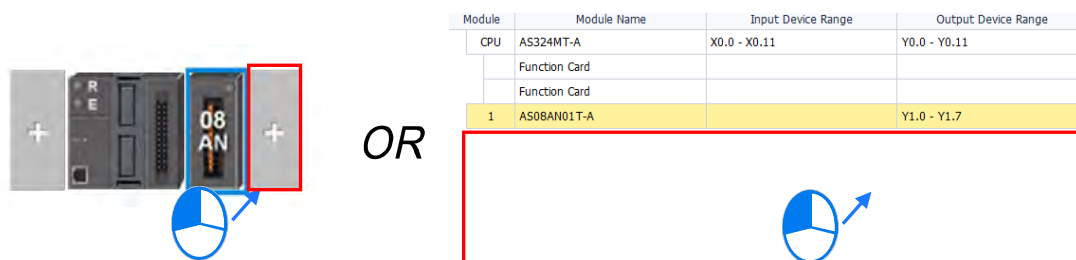 R
E
08
AN
+
+
OR
Module Module Name Input Device Range Output Device Range
CPU AS324MT-A X0.0 - X0.11 Y0.0 - Y0.11
Function Card
Function Card
1 AS08AN01T-A Y1.0 - Y1.7